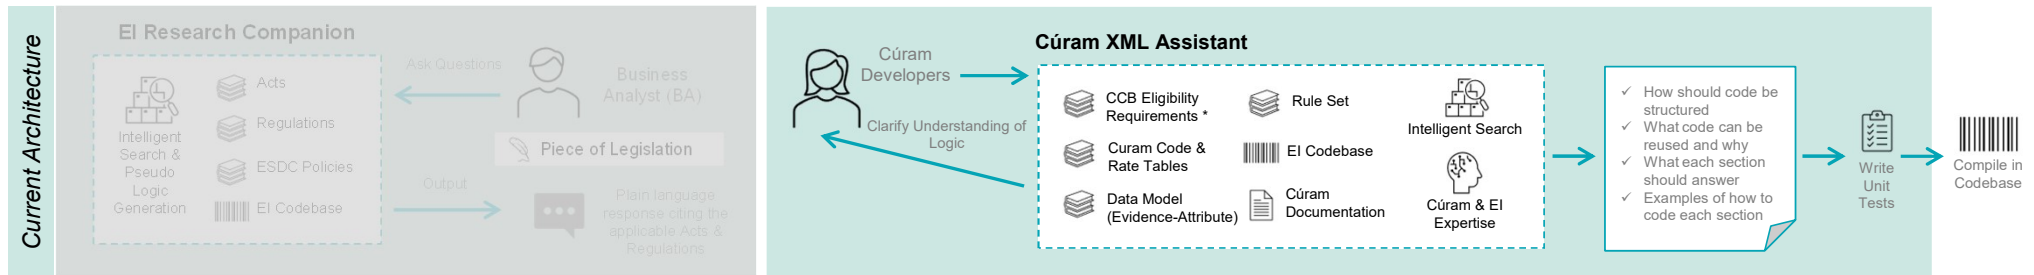 Current Architecture
EI Research Companion
Intelligent
Search &
Pseudo
Logic
Generation
Acts
Regulations
ESDC Policies
EI Codebase
Ask Questions
Business
Analyst (BA)
Piece of Legislation
Output
Plain language
response citing the
applicable Acts &
Regulations
Cúram
Developers
Clarify Understanding of
Logic
Cúram XML Assistant
CCB Eligibility
Requirements *
Curam Code &
Rate Tables
Data Model
(Evidence-Attribute)
Rule Set
EI Codebase
Cúram
Documentation
Intelligent Search
Cúram & EI
Expertise
✓ How should code be
structured
✓ What code can be
reused and why
✓ What each section
should answer
✓ Examples of how to
code each section
Write
Unit
Tests
Compile in
Codebase